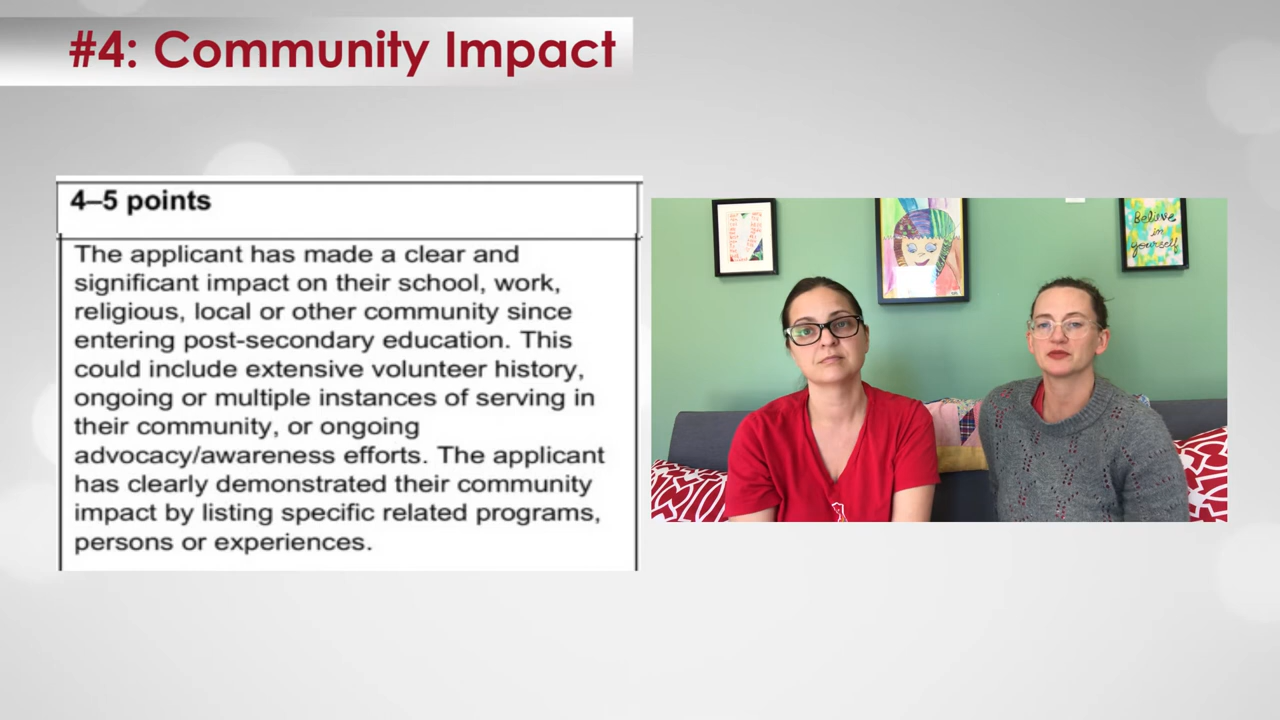 #4: Community Impact
4–5 points
The applicant has made a clear and
significant impact on their school, work,
religious, local or other community since
entering post-secondary education. This
could include extensive volunteer history,
ongoing or multiple instances of serving in
their community, or ongoing
advocacy/awareness efforts. The applicant
has clearly demonstrated their community
impact by listing specific related programs,
persons or experiences.
Believe
in
yourself